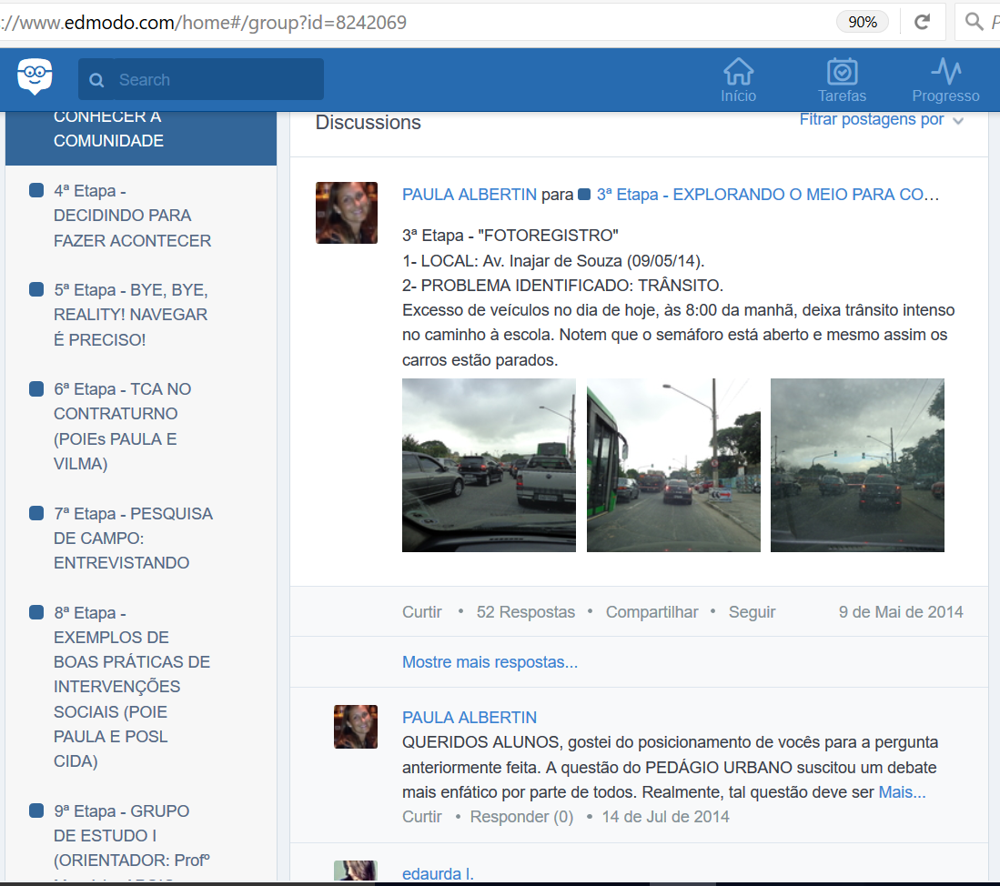 ://www.edmodo.com/home#/group?id=8242069
90%
Search
Início
Tarefas
Progresso
CONHECER A
COMUNIDADE
4ª Etapa -
DECIDINDO PARA
FAZER ACONTECER
5ª Etapa - BYE, BYE,
REALITY! NAVEGAR
É PRECISO!
6ª Etapa - TCA NO
CONTRATURNO
(POIEs PAULA E
VILMA)
7ª Etapa - PESQUISA
DE CAMPO:
ENTREVISTANDO
8ª Etapa -
EXEMPLOS DE
BOAS PRÁTICAS DE
INTERVENÇÕES
SOCIAIS (POIE
PAULA E POSL
CIDA)
9ª Etapa - GRUPO
DE ESTUDO I
(ORIENTADOR: Profº
Discussions
Fitrar postagens por
PAULA ALBERTIN para 3ª Etapa - EXPLORANDO O MEIO PARA CO…
3ª Etapa - "FOTOREGISTRO"
1- LOCAL: Av. Inajar de Souza (09/05/14).
2- PROBLEMA IDENTIFICADO: TRÂNSITO.
Excesso de veículos no dia de hoje, às 8:00 da manhã, deixa trânsito intenso
no caminho à escola. Notem que o semáforo está aberto e mesmo assim os
carros estão parados.
Curtir • 52 Respostas • Compartilhar • Seguir 9 de Mai de 2014
Mostre mais respostas...
PAULA ALBERTIN
QUERIDOS ALUNOS, gostei do posicionamento de vocês para a pergunta
anteriormente feita. A questão do PEDÁGIO URBANO suscitou um debate
mais enfático por parte de todos. Realmente, tal questão deve ser Mais...
Curtir • Responder (0) • 14 de Jul de 2014
edaurda l.